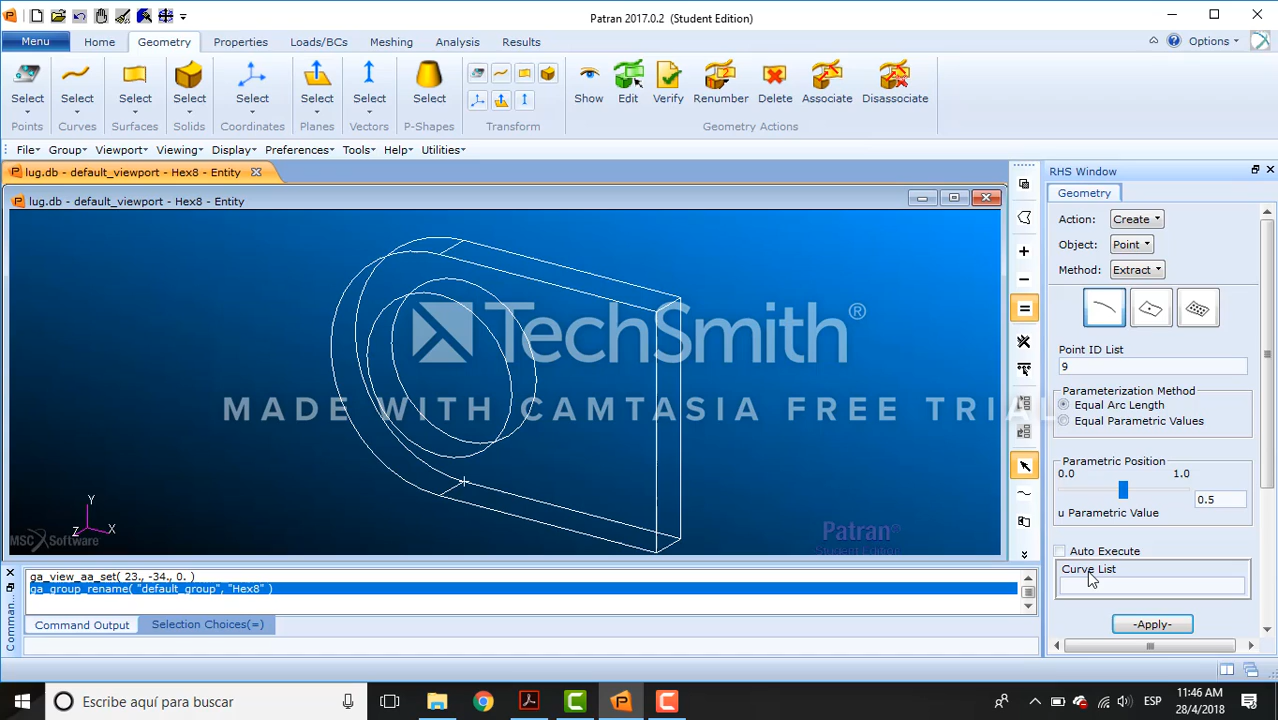 Patran 2017.0.2 (Student Edition)
Menu Home Geometry Properties Loads/BCs Meshing Analysis Results Options
Select Select Select Select Select Select Select Select Show Edit Verify Renumber Delete Associate Disassociate
Points Curves Surfaces Solids Coordinates Planes Vectors P-Shapes Transform Geometry Actions
File Group Viewport Viewing Display Preferences Tools Help Utilities
lug.db - default_viewport - Hex8 - Entity
RHS Window
lug.db - default_viewport - Hex8 - Entity
Geometry
Action: Create
Object: Point
Method: Extract
TechSmith®
MADE WITH CAMTASIA FREE TRIAL
Point ID List
9
Parameterization Method
Equal Arc Length
Equal Parametric Values
Parametric Position
0.0 1.0
0.5
u Parametric Value
Auto Execute
Curve List
-Apply-
Y
X
Z
MSC Software
Patran
Student Edition
ga_view_aa_set( 23., -34., 0. )
ga_group_rename( "default_group", "Hex8" )
Command Output Selection Choices(=)
Escribe aquí para buscar
ESP
11:46 AM
28/4/2018